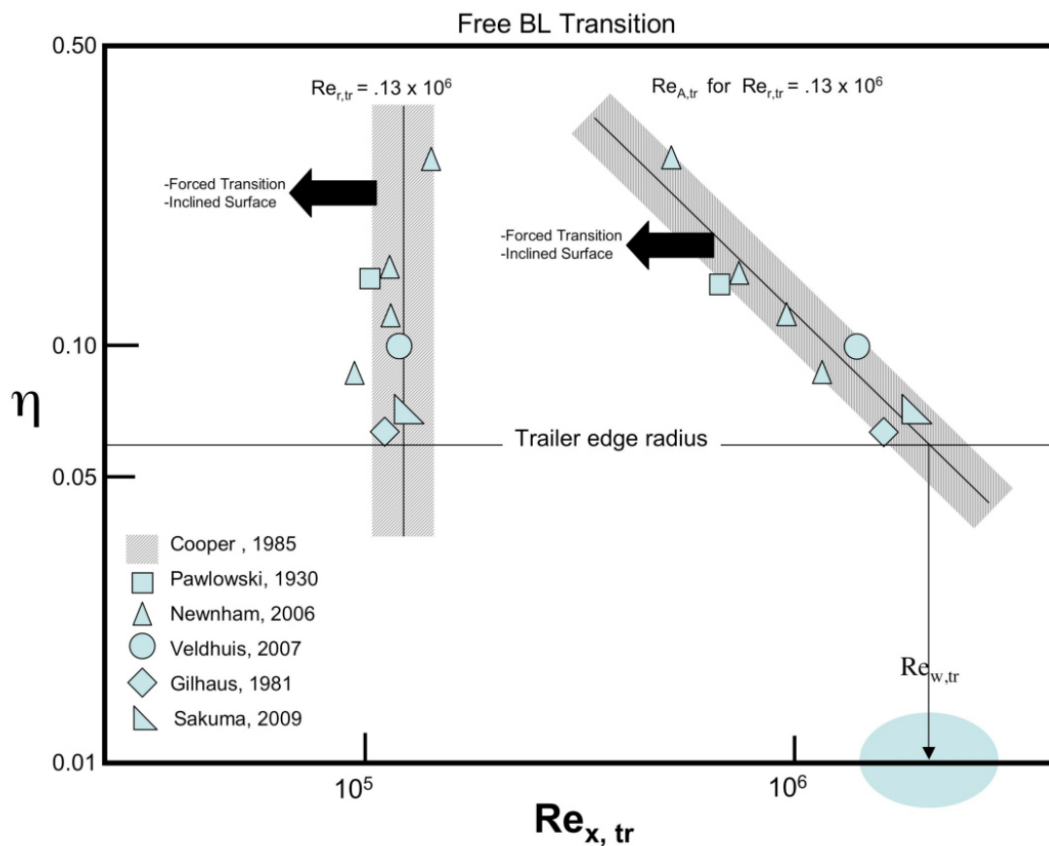 Free BL Transition
0.50
Re_r,tr = .13 x 10^6
Re_A,tr for Re_r,tr = .13 x 10^6
-Forced Transition
-Inclined Surface
-Forced Transition
-Inclined Surface
0.10
η
Trailer edge radius
0.05
Cooper , 1985
Pawlowski, 1930
Newnham, 2006
Veldhuis, 2007
Gilhaus, 1981
Sakuma, 2009
Re_w,tr
0.01
10^5
10^6
Re_x, tr